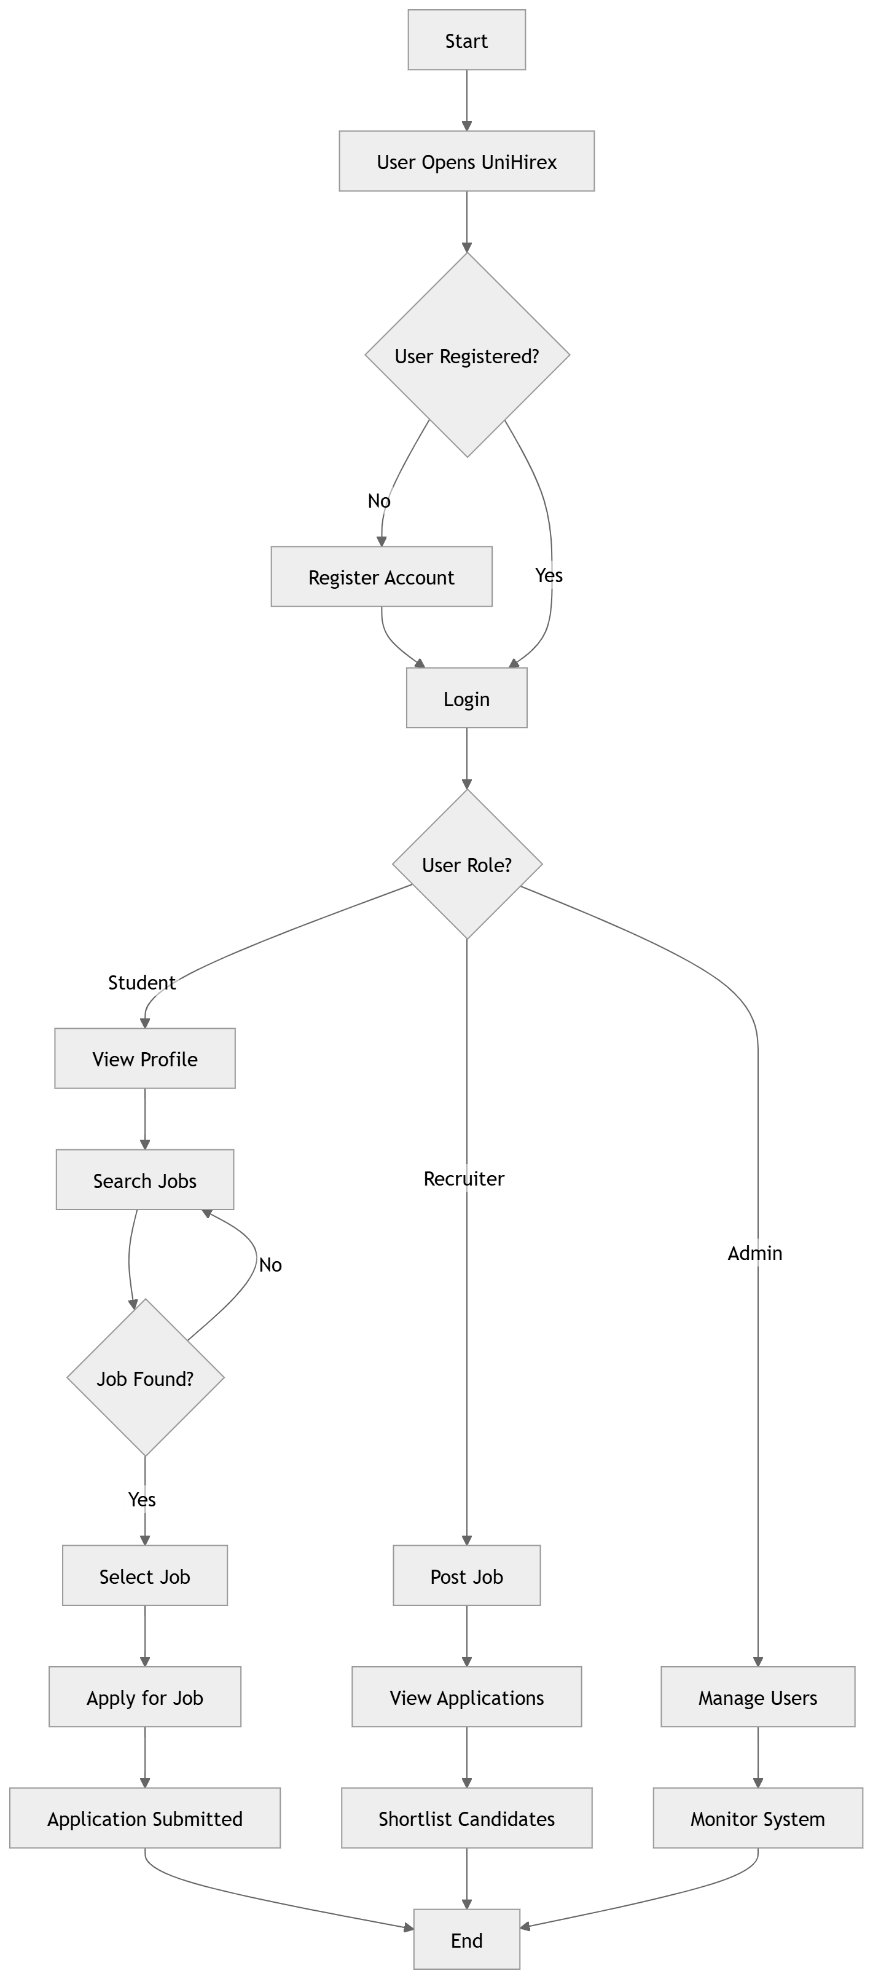 Start
User Opens UniHirex
User Registered?
No
Yes
Register Account
Login
User Role?
Student
Recruiter
Admin
View Profile
Search Jobs
No
Job Found?
Yes
Select Job
Post Job
Apply for Job
View Applications
Manage Users
Application Submitted
Shortlist Candidates
Monitor System
End